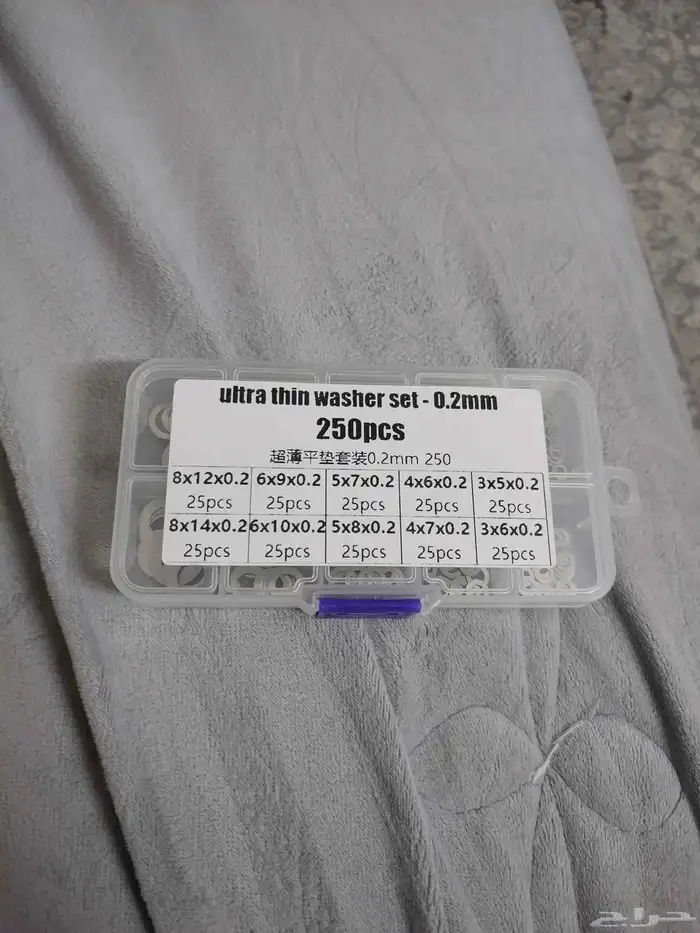 ultra thin washer set - 0.2mm
250pcs
超薄平垫套装0.2mm 250
8x12x0.2 6x9x0.2 5x7x0.2 4x6x0.2 3x5x0.2
25pcs 25pcs 25pcs 25pcs 25pcs
8x14x0.2 6x10x0.2 5x8x0.2 4x7x0.2 3x6x0.2
25pcs 25pcs 25pcs 25pcs 25pcs
حراج